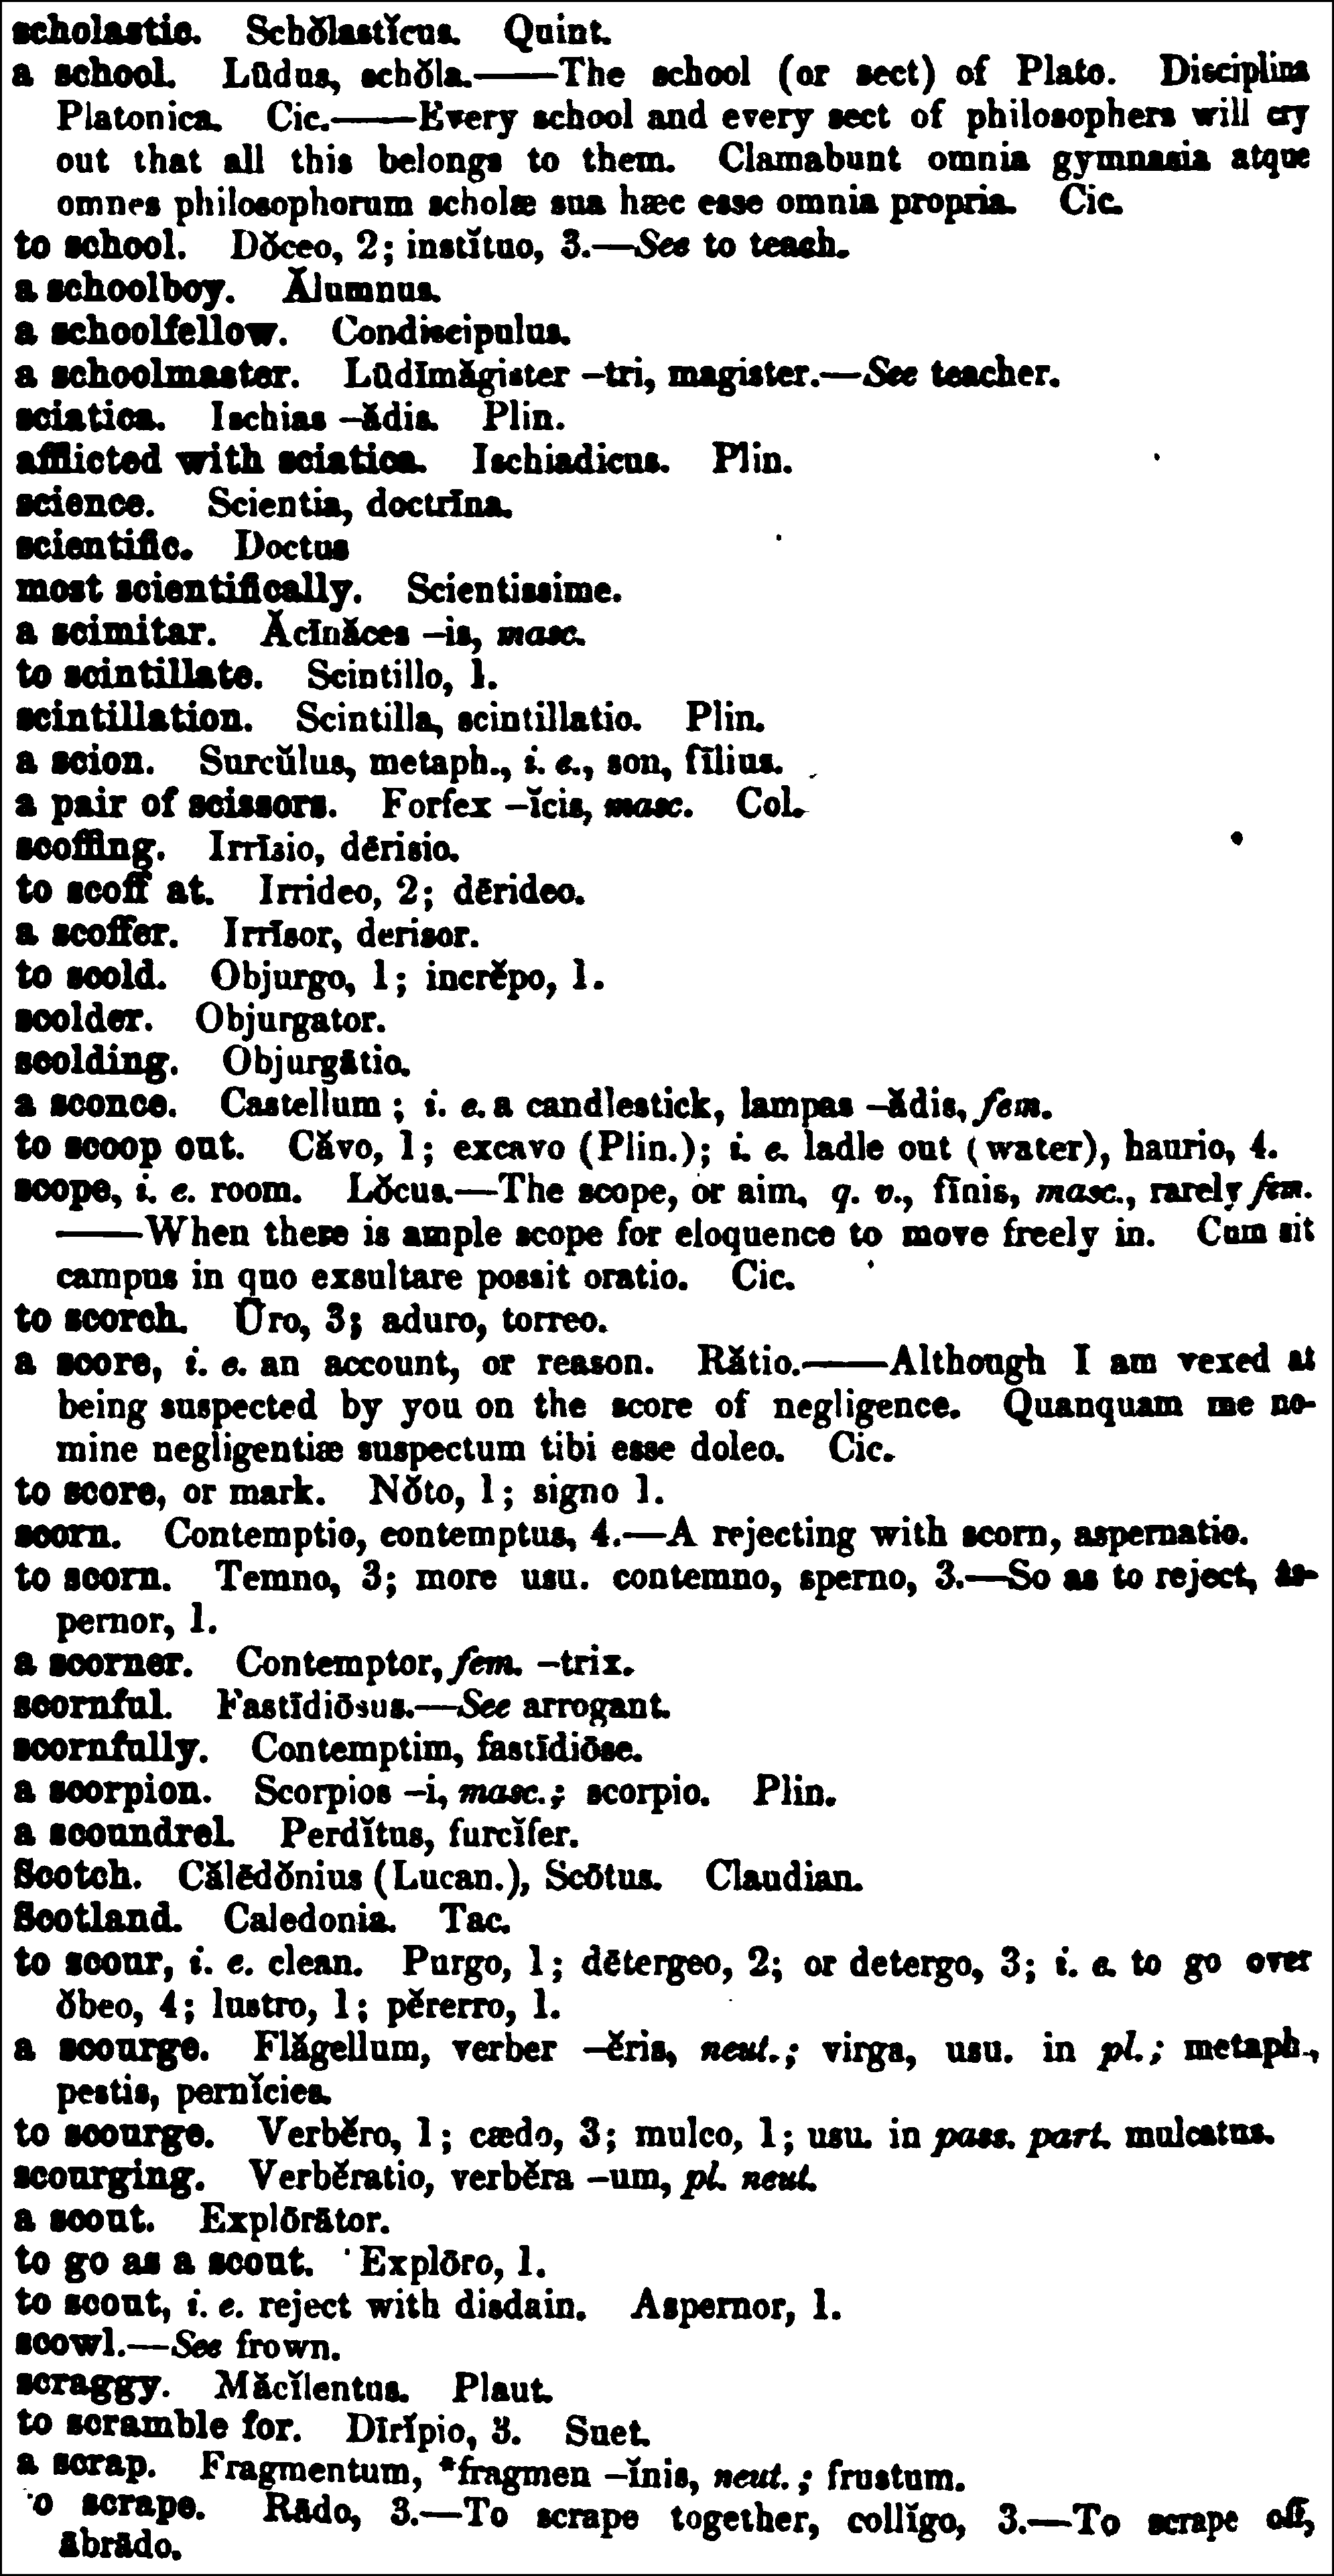 scholastic. Schŏlastĭcus. Quint.
a school. Lūdus, schŏla.——The school (or sect) of Plato. Disciplina
Platonica. Cic.——Every school and every sect of philosophers will cry
out that all this belongs to them. Clamabunt omnia gymnasia atque
omnes philosophorum scholæ sua hæc esse omnia propria. Cic.
to school. Dŏceo, 2; instĭtuo, 3.—See to teach.
a schoolboy. Ălumnus.
a schoolfellow. Condiscipulus.
a schoolmaster. Lūdĭmăgister –tri, magister.—See teacher.
sciatica. Ischias –ădis. Plin.
afflicted with sciatica. Ischiadicus. Plin.
science. Scientia, doctrīna.
scientific. Doctus
most scientifically. Scientissime.
a scimitar. Ăcīnăces –is, masc.
to scintillate. Scintillo, 1.
scintillation. Scintilla, scintillatio. Plin.
a scion. Surcŭlus, metaph., i. e., son, fīlius.
a pair of scissors. Forfex –ĭcis, masc. Col.
scoffing. Irrīsio, dērisio.
to scoff at. Irrideo, 2; dērideo.
a scoffer. Irrīsor, derisor.
to scold. Objurgo, 1; incrĕpo, 1.
scolder. Objurgator.
scolding. Objurgātio.
a sconce. Castellum; i. e. a candlestick, lampas –ădis, fem.
to scoop out. Căvo, 1; excavo (Plin.); i. e. ladle out (water), haurio, 4.
scope, i. e. room. Lŏcus.—The scope, or aim, q. v., fīnis, masc., rarely fem.
——When there is ample scope for eloquence to move freely in. Cum sit
campus in quo exsultare possit oratio. Cic.
to scorch. Ūro, 3; aduro, torreo.
a score, i. e. an account, or reason. Rătio.——Although I am vexed at
being suspected by you on the score of negligence. Quanquam me no-
mine negligentiæ suspectum tibi esse doleo. Cic.
to score, or mark. Nŏto, 1; signo 1.
scorn. Contemptio, contemptus, 4.—A rejecting with scorn, aspernatio.
to scorn. Temno, 3; more usu. contemno, sperno, 3.—So as to reject, as-
pernor, 1.
a scorner. Contemptor, fem. –trix.
scornful. Fastīdiōsus.—See arrogant.
scornfully. Contemptim, fastīdiōse.
a scorpion. Scorpios –i, masc.; scorpio. Plin.
a scoundrel. Perdĭtus, furcĭfer.
Scotch. Călēdŏnius (Lucan.), Scōtus. Claudian.
Scotland. Caledonia. Tac.
to scour, i. e. clean. Purgo, 1; dētergeo, 2; or detergo, 3; i. e. to go over
ŏbeo, 4; lustro, 1; pĕrerro, 1.
a scourge. Flăgellum, verber –ĕris, neut.; virga, usu. in pl.; metaph.,
pestis, pernĭcies.
to scourge. Verbĕro, 1; cædo, 3; mulco, 1; usu. in pass. part. mulcatus.
scourging. Verbĕratio, verbĕra –um, pl. neut.
a scout. Explōrātor.
to go as a scout. Explōro, 1.
to scout, i. e. reject with disdain. Aspernor, 1.
scowl.—See frown.
scraggy. Măcĭlentus. Plaut.
to scramble for. Dīrĭpio, 3. Suet.
a scrap. Fragmentum, *fragmen –ĭnis, neut.; frustum.
o scrape. Rādo, 3.—To scrape together, collĭgo, 3.—To scrape off,
ābrādo.